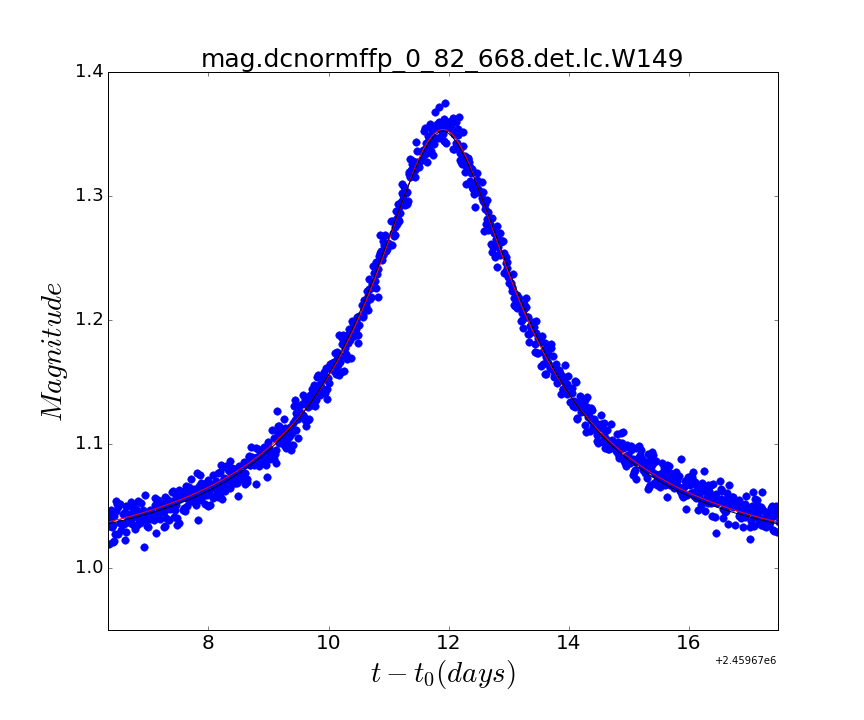 mag.dcnormffp_0_82_668.det.lc.W149
1.4
1.3
1.2
1.1
1.0
Magnitude
8 10 12 14 16
+2.45967e6
t − t₀(days)